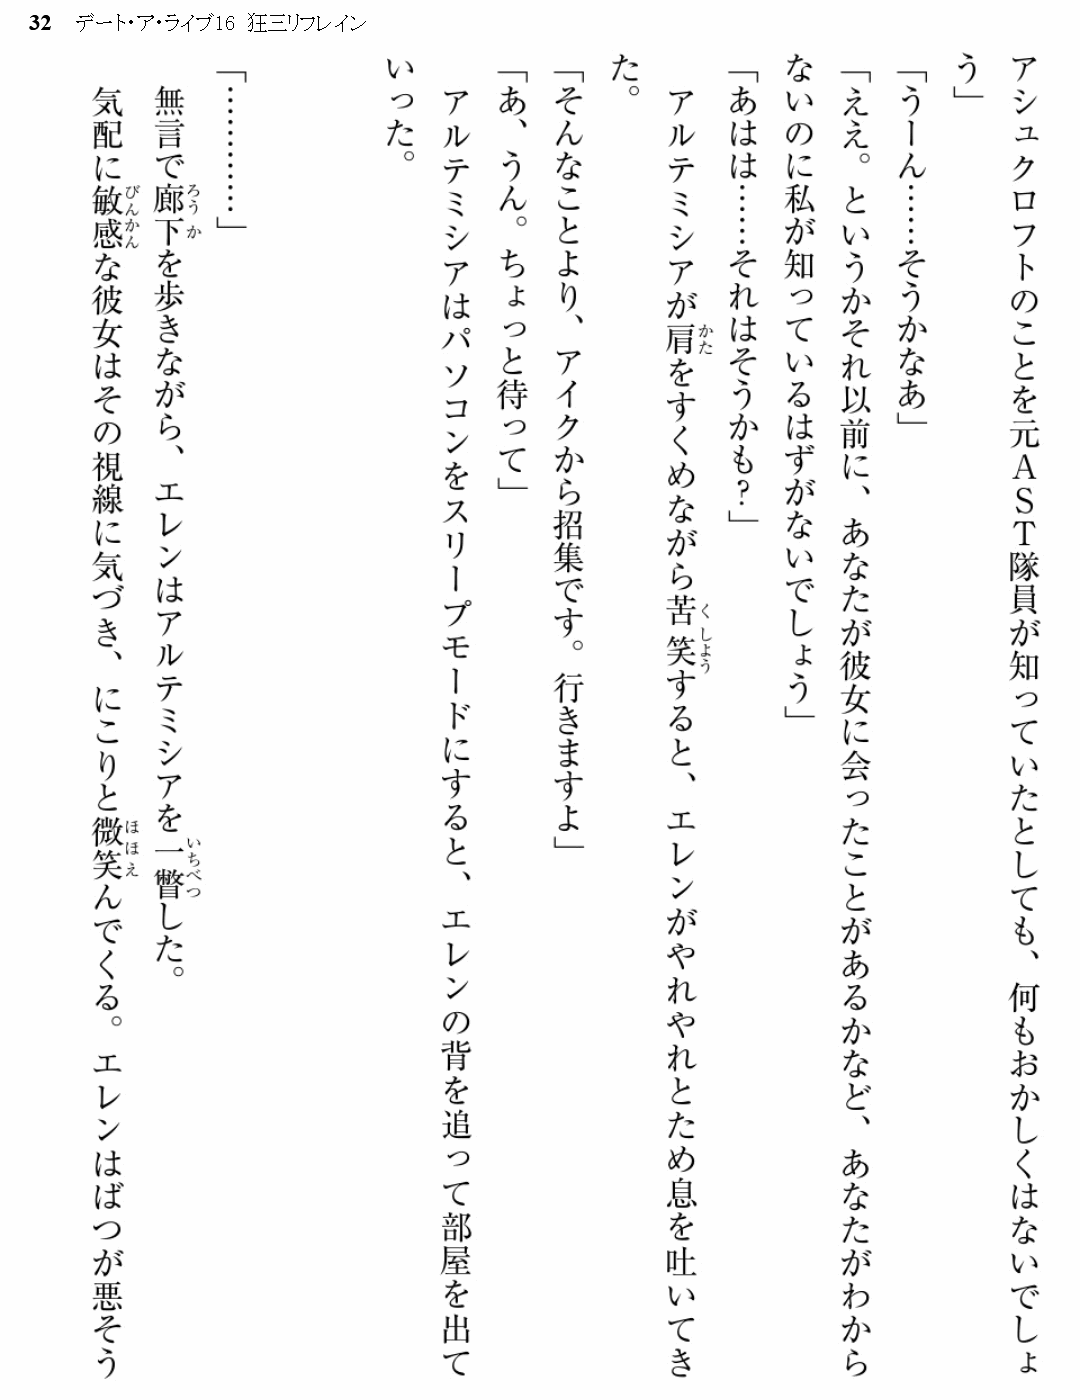 32 デート・ア・ライブ16 狂三リフレイン
アシュクロフトのことを元AST隊員が知っていたとしても、何もおかしくはないでしょ
う」
「うーん……そうかなあ」
「ええ。というかそれ以前に、あなたが彼女に会ったことがあるかなど、あなたがわから
ないのに私が知っているはずがないでしょう」
「あはは……それはそうかも?」
アルテミシアが肩をすくめながら苦笑すると、エレンがやれやれとため息を吐いてき
た。
「そんなことより、アイクから招集です。行きますよ」
「あ、うん。ちょっと待って」
アルテミシアはパソコンをスリープモードにすると、エレンの背を追って部屋を出て
いった。
「…………」
無言で廊下を歩きながら、エレンはアルテミシアを一瞥した。
気配に敏感な彼女はその視線に気づき、にこりと微笑んでくる。エレンはばつが悪そう